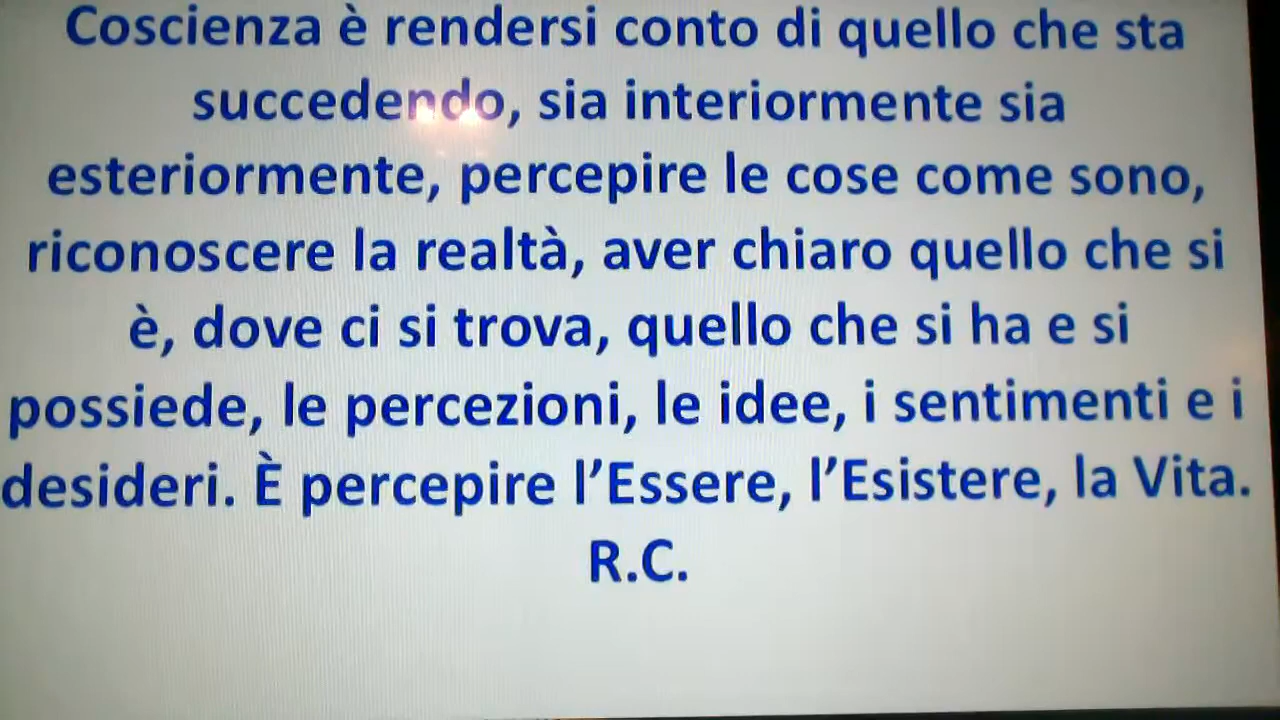 Coscienza è rendersi conto di quello che sta
succedendo, sia interiormente sia
esteriormente, percepire le cose come sono,
riconoscere la realtà, aver chiaro quello che si
è, dove ci si trova, quello che si ha e si
possiede, le percezioni, le idee, i sentimenti e i
desideri. È percepire l’Essere, l’Esistere, la Vita.
R.C.